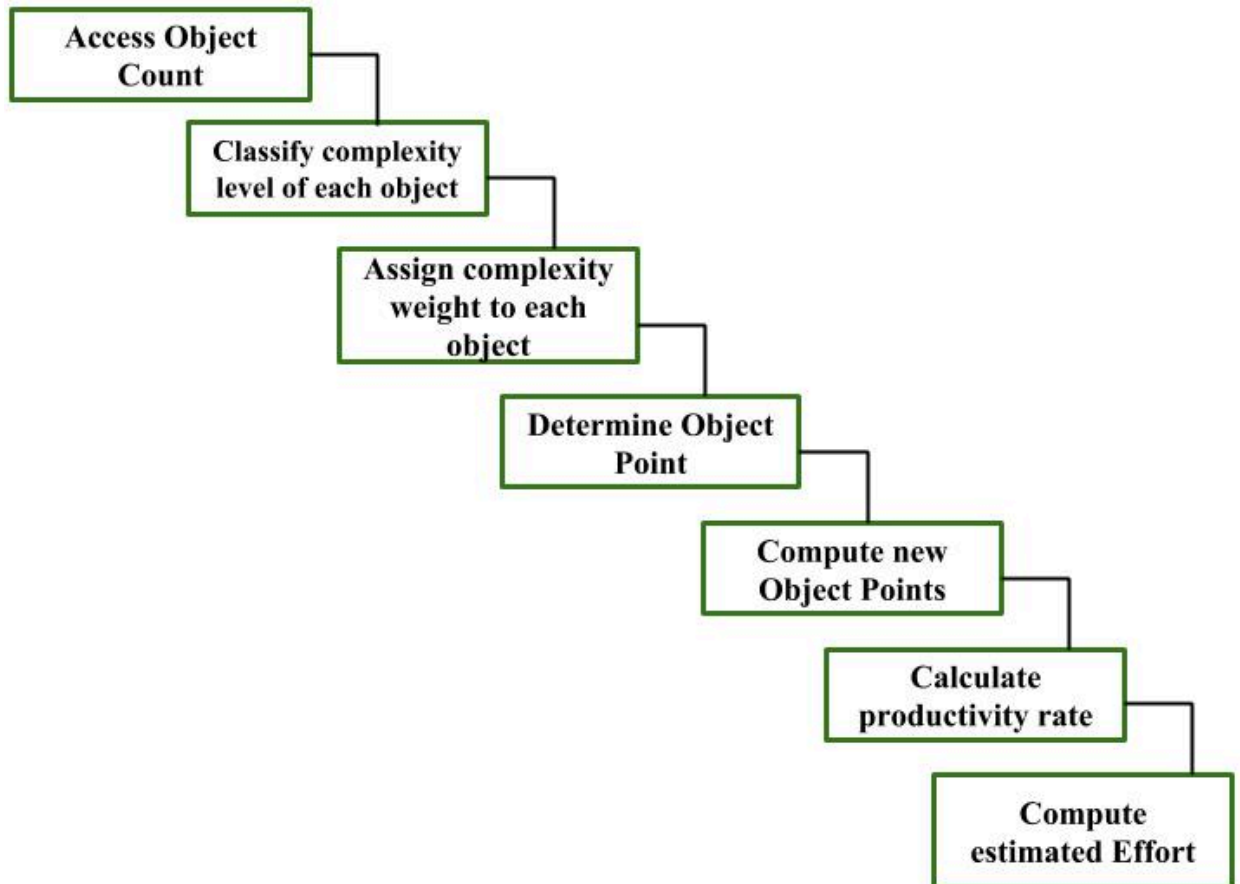 Access Object
Count
Classify complexity
level of each object
Assign complexity
weight to each
object
Determine Object
Point
Compute new
Object Points
Calculate
productivity rate
Compute
estimated Effort